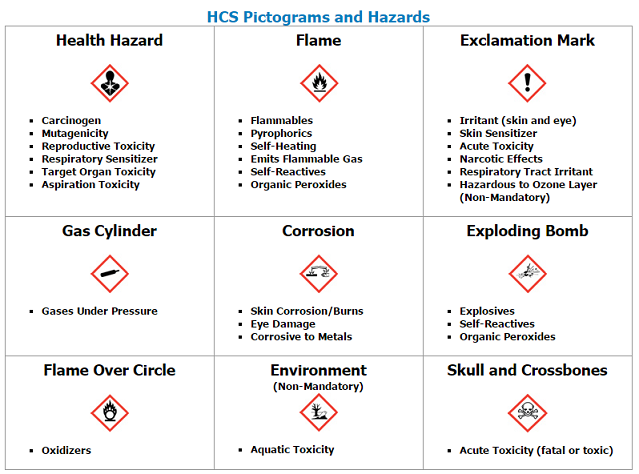 HCS Pictograms and Hazards
Health Hazard
▪ Carcinogen
▪ Mutagenicity
▪ Reproductive Toxicity
▪ Respiratory Sensitizer
▪ Target Organ Toxicity
▪ Aspiration Toxicity
Flame
▪ Flammables
▪ Pyrophorics
▪ Self-Heating
▪ Emits Flammable Gas
▪ Self-Reactives
▪ Organic Peroxides
Exclamation Mark
▪ Irritant (skin and eye)
▪ Skin Sensitizer
▪ Acute Toxicity
▪ Narcotic Effects
▪ Respiratory Tract Irritant
▪ Hazardous to Ozone Layer
(Non-Mandatory)
Gas Cylinder
▪ Gases Under Pressure
Corrosion
▪ Skin Corrosion/Burns
▪ Eye Damage
▪ Corrosive to Metals
Exploding Bomb
▪ Explosives
▪ Self-Reactives
▪ Organic Peroxides
Flame Over Circle
▪ Oxidizers
Environment
(Non-Mandatory)
▪ Aquatic Toxicity
Skull and Crossbones
▪ Acute Toxicity (fatal or toxic)